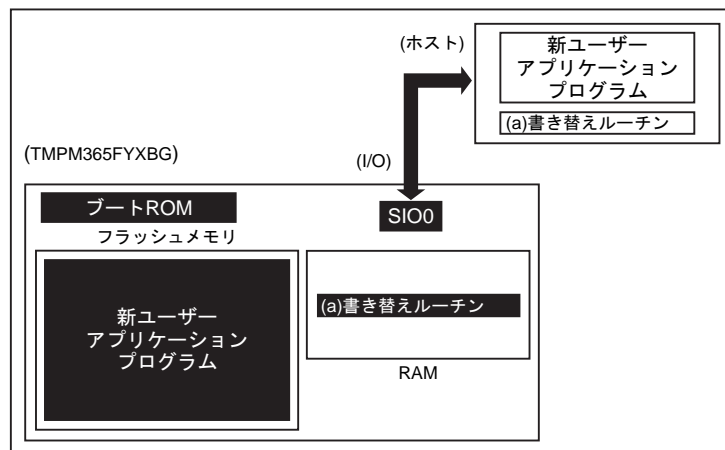 (ホスト)
新ユーザー
アプリケーション
プログラム
(a)書き替えルーチン
(TMPM365FYXBG)
(I/O)
ブートROM
SIO0
フラッシュメモリ
新ユーザー
アプリケーション
プログラム
(a)書き替えルーチン
RAM